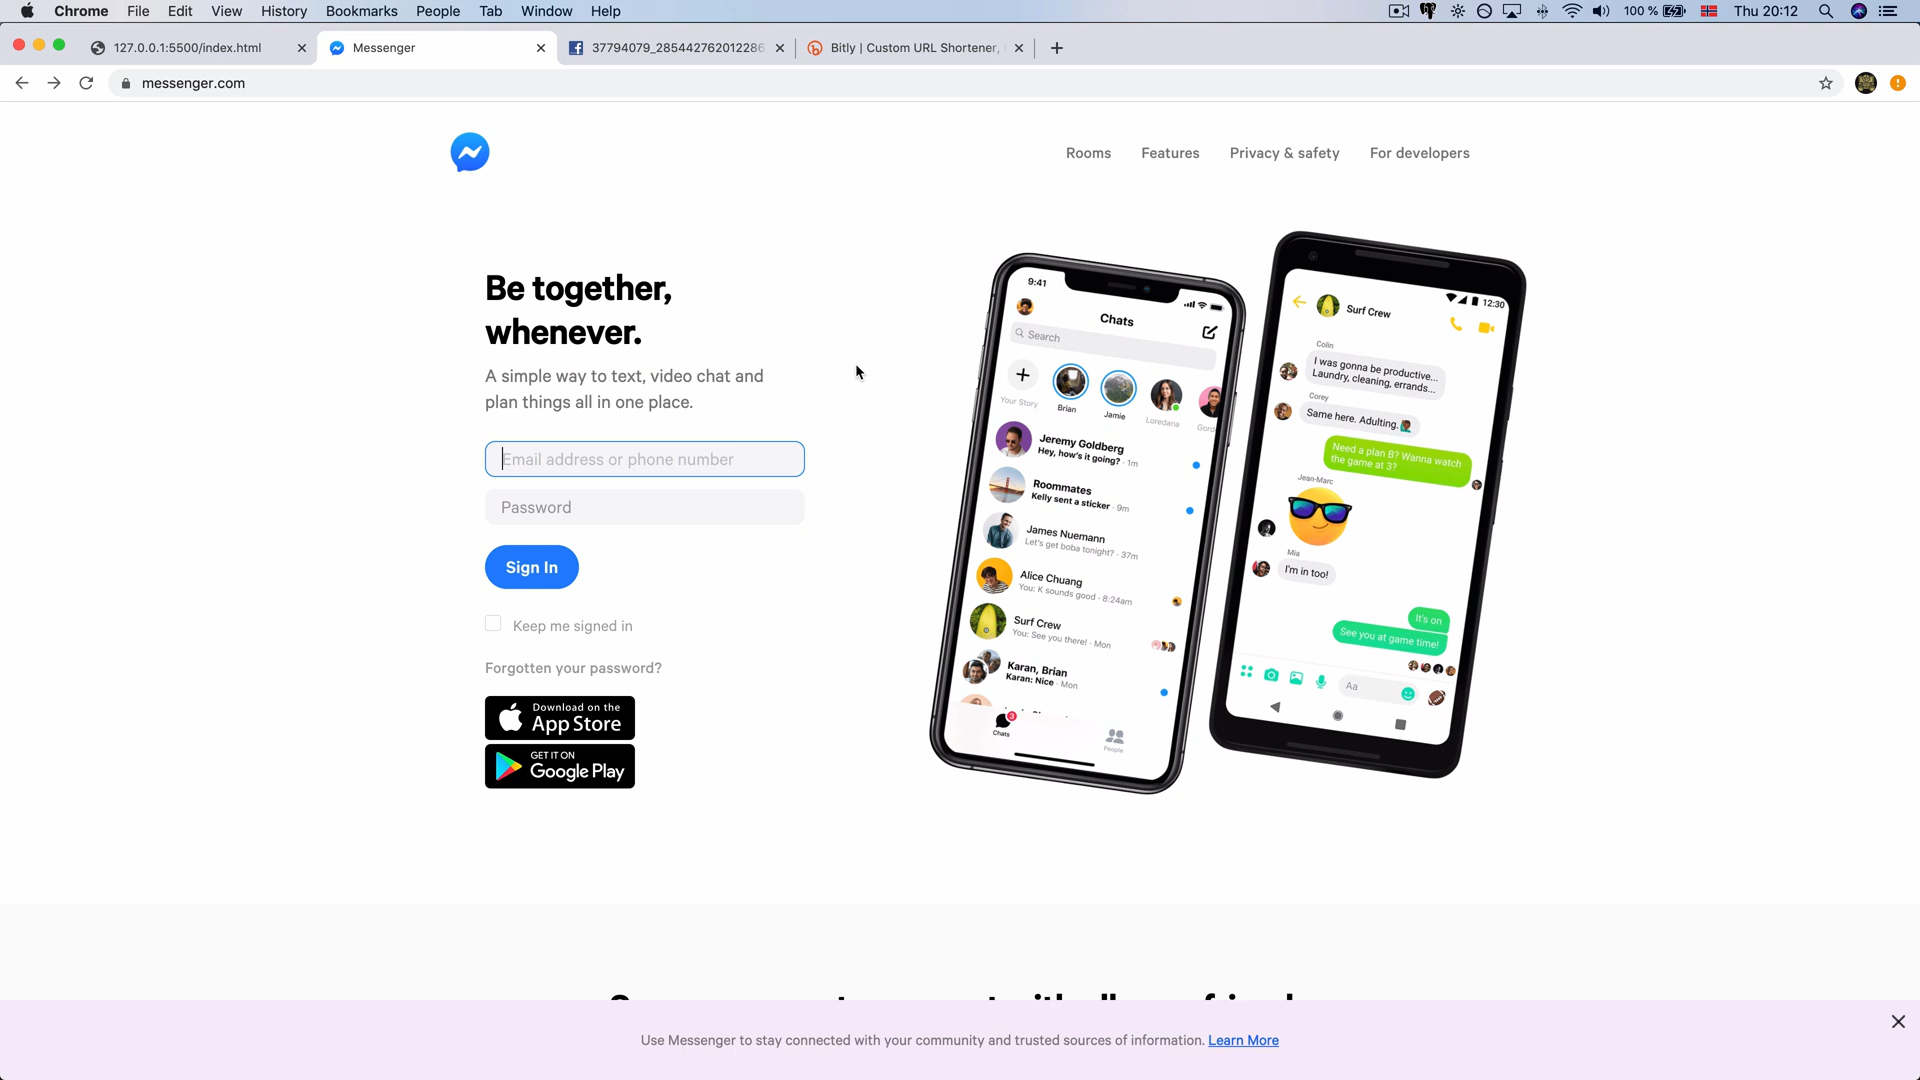 Chrome File Edit View History Bookmarks People Tab Window Help 100 % Thu 20:12
127.0.0.1:5500/index.html Messenger 37794079_285442762012286 Bitly | Custom URL Shortener,
messenger.com
Rooms Features Privacy & safety For developers
Be together,
whenever.
A simple way to text, video chat and
plan things all in one place.
Email address or phone number
Password
Sign In
Keep me signed in
Forgotten your password?
Download on the
App Store
GET IT ON
Google Play
9:41
Chats
Search
Your Story Brian Jamie Loredana
Jeremy Goldberg
Hey, how's it going? · 1m
Roommates
Kelly sent a sticker · 9m
James Nuemann
Let's get boba tonight? · 37m
Alice Chuang
You: K sounds good · 8:24am
Surf Crew
You: See you there! · Mon
Karan, Brian
Karan: Nice · Mon
3
Chats People
12:30
Surf Crew
Colin
I was gonna be productive...
Laundry, cleaning, errands...
Corey
Same here. Adulting.
Need a plan B? Wanna watch
the game at 3?
Jean-Marc
Mia
I'm in too!
It's on
See you at game time!
Aa
Use Messenger to stay connected with your community and trusted sources of information. Learn More